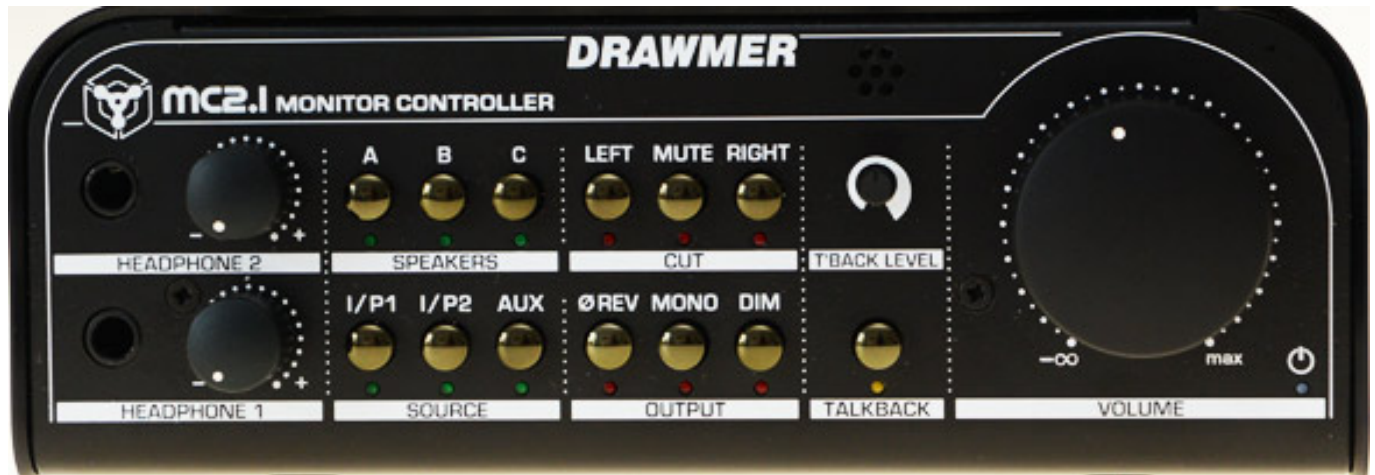 DRAWMER
MC2.1 MONITOR CONTROLLER
A B C LEFT MUTE RIGHT
- +
HEADPHONE 2 SPEAKERS CUT T'BACK LEVEL
I/P1 I/P2 AUX ØREV MONO DIM
-∞ max
- +
HEADPHONE 1 SOURCE OUTPUT TALKBACK VOLUME